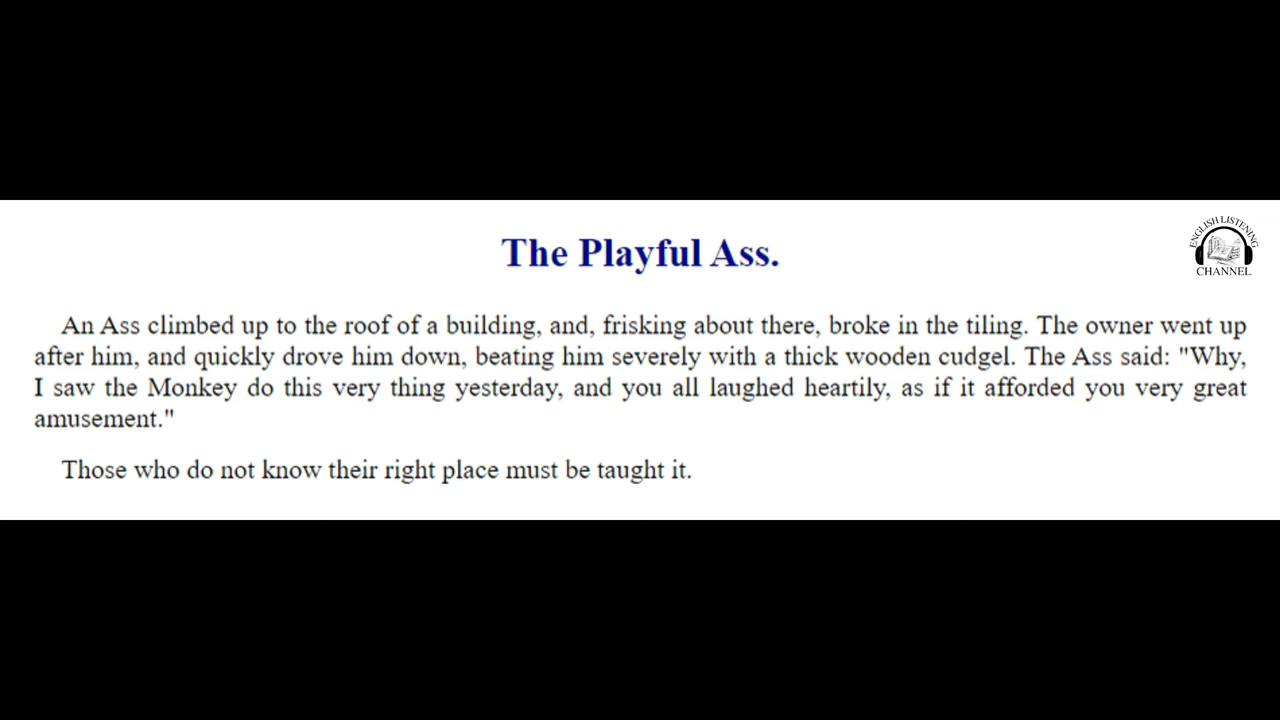 The Playful Ass.
ENGLISH LISTENING
CHANNEL
An Ass climbed up to the roof of a building, and, frisking about there, broke in the tiling. The owner went up
after him, and quickly drove him down, beating him severely with a thick wooden cudgel. The Ass said: "Why,
I saw the Monkey do this very thing yesterday, and you all laughed heartily, as if it afforded you very great
amusement."
Those who do not know their right place must be taught it.